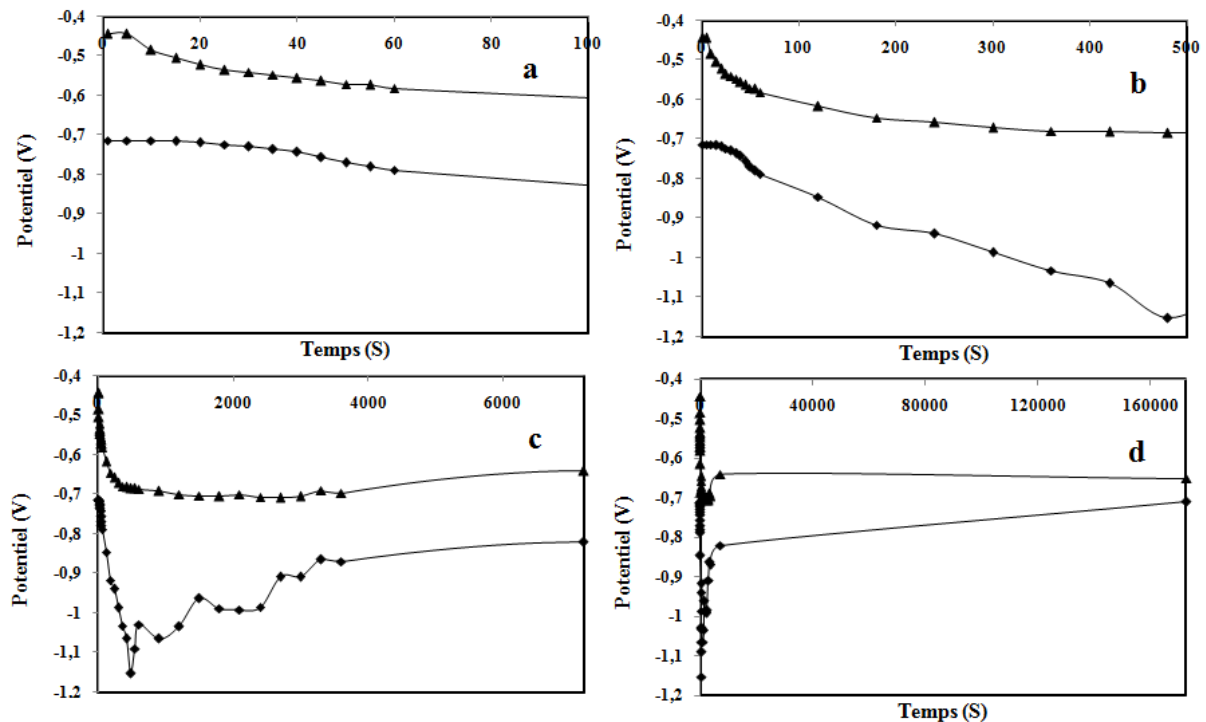 -0,4
-0,5
-0,6
-0,7
-0,8
-0,9
-1
-1,1
-1,2
0 20 40 60 80 100
a
Potentiel (V)
Temps (S)
-0,4
-0,5
-0,6
-0,7
-0,8
-0,9
-1
-1,1
-1,2
0 100 200 300 400 500
b
Potentiel (V)
Temps (S)
-0,4
-0,5
-0,6
-0,7
-0,8
-0,9
-1
-1,1
-1,2
0 2000 4000 6000
c
Potentiel (V)
-0,4
-0,5
-0,6
-0,7
-0,8
-0,9
-1
-1,1
-1,2
0 40000 80000 120000 160000
d
Potentiel (V)
Temps (S)